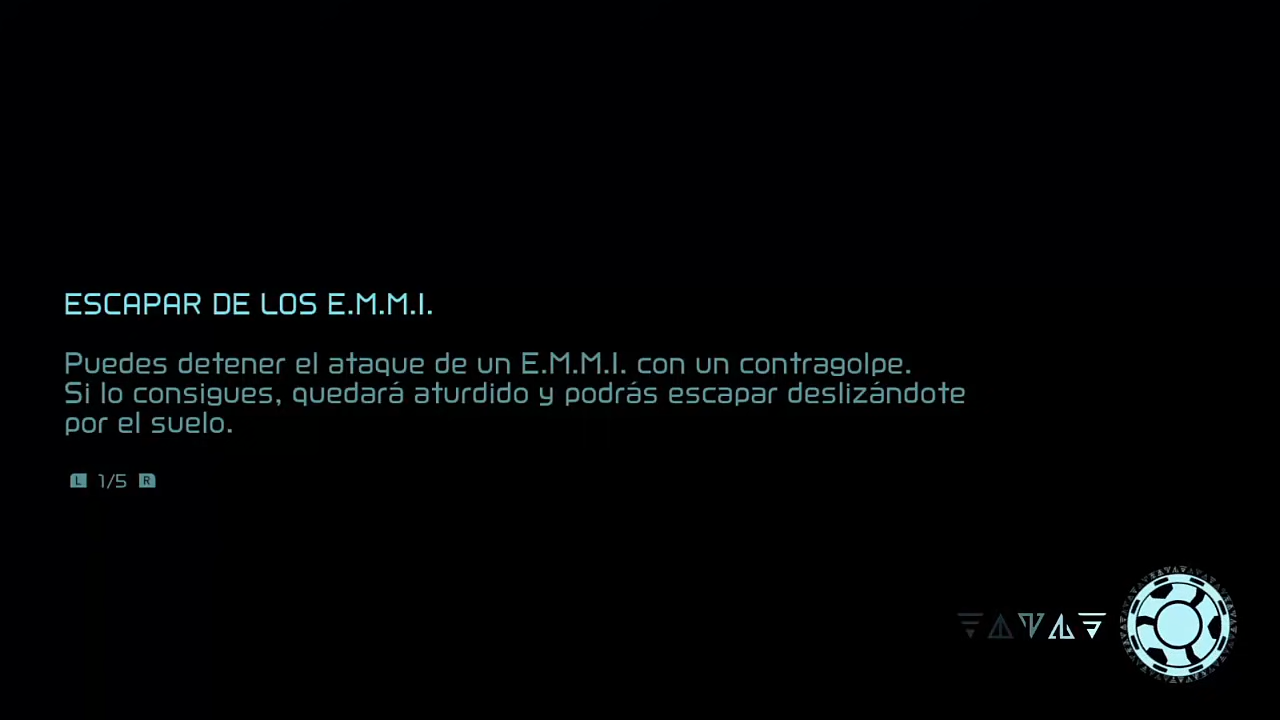 ESCAPAR DE LOS E.M.M.I.
Puedes detener el ataque de un E.M.M.I. con un contragolpe.
Si lo consigues, quedará aturdido y podrás escapar deslizándote
por el suelo.
L 1/5 R